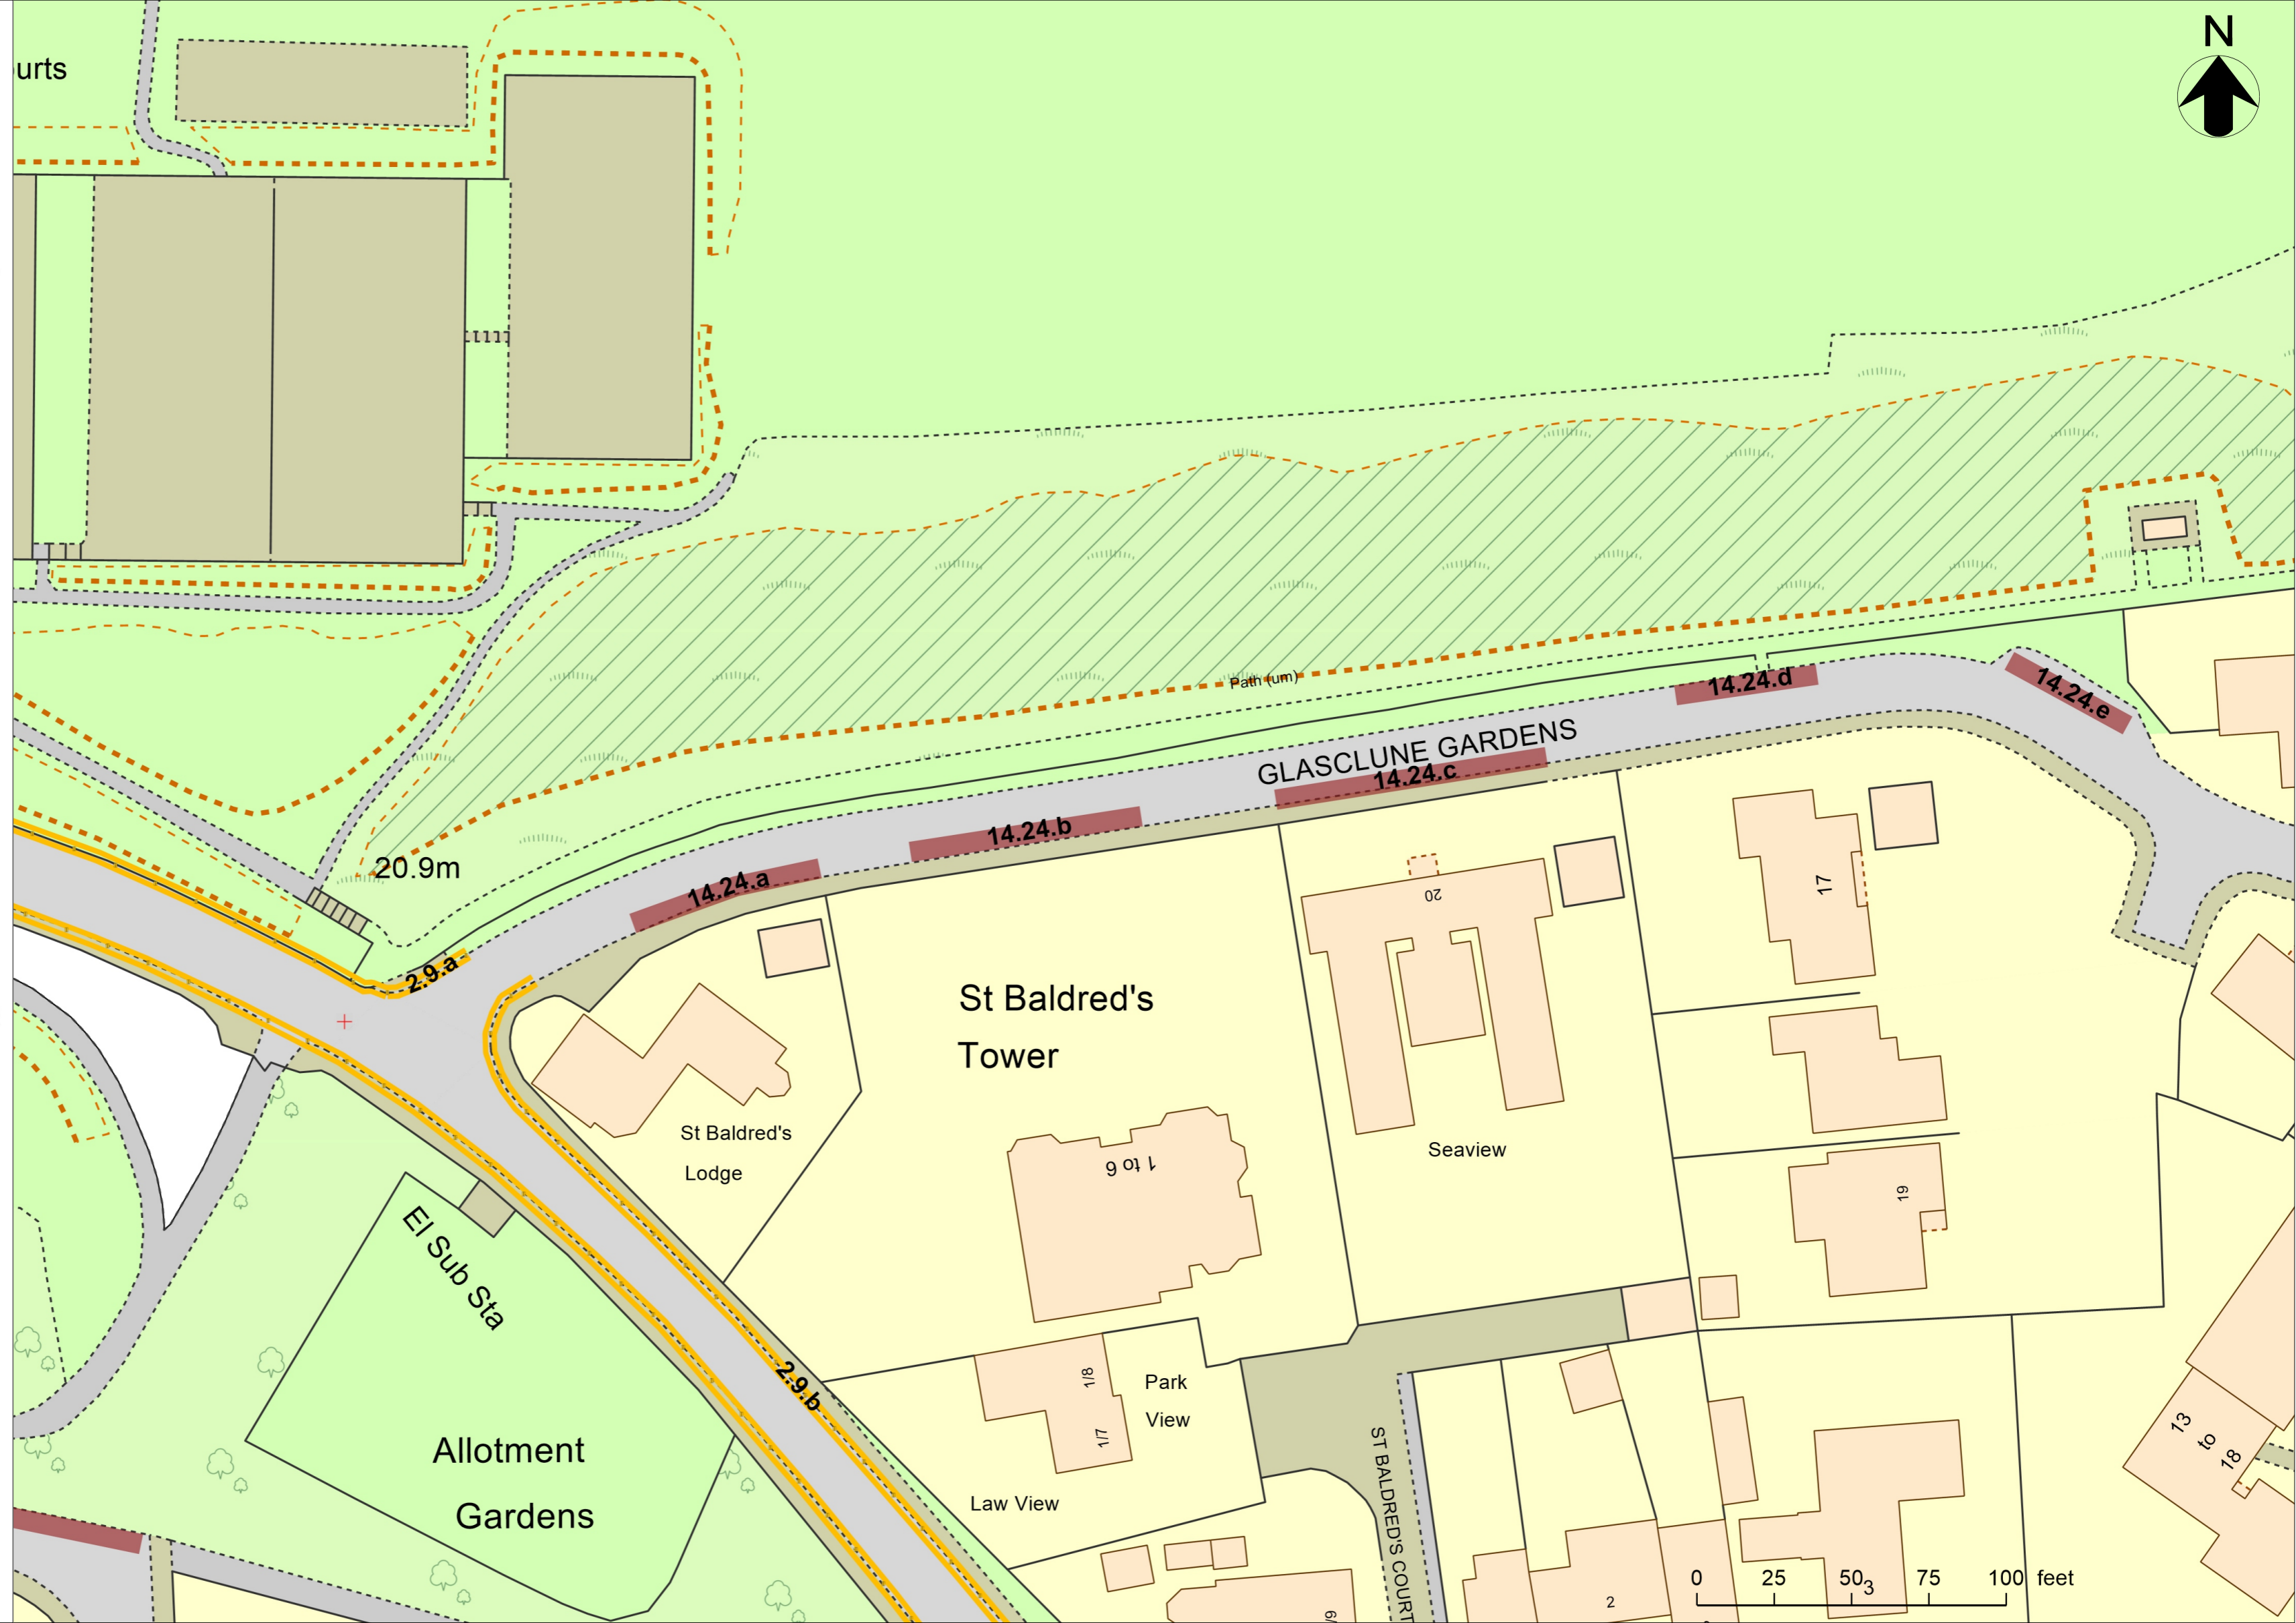 N
urts
Path (um)
14.24.d
14.24.e
GLASCLUNE GARDENS
14.24.c
14.24.b
14.24.a
20.9m
2.9.a
20
17
St Baldred's
Tower
St Baldred's
Lodge
Seaview
1 to 6
19
El Sub Sta
2.9.b
1/8
1/7
Park
View
Law View
Allotment
Gardens
ST BALDRED'S COURT
13
to
18
2
3
0 25 50 75 100 feet